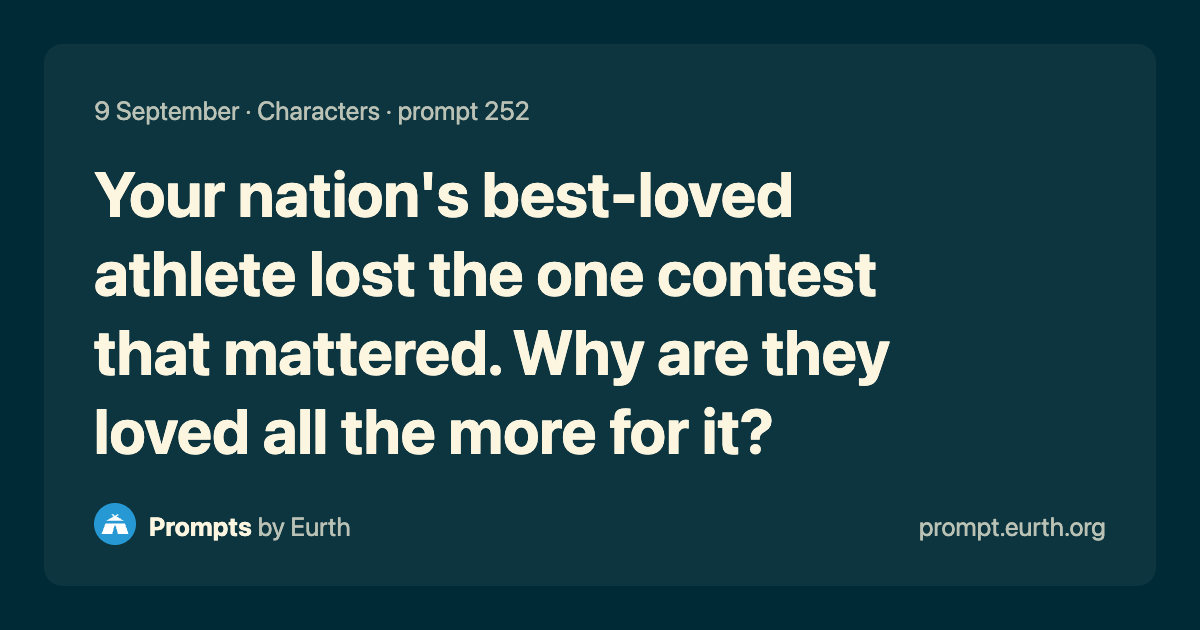 9 September · Characters · prompt 252
Your nation's best-loved
athlete lost the one contest
that mattered. Why are they
loved all the more for it?
Prompts by Eurth
prompt.eurth.org